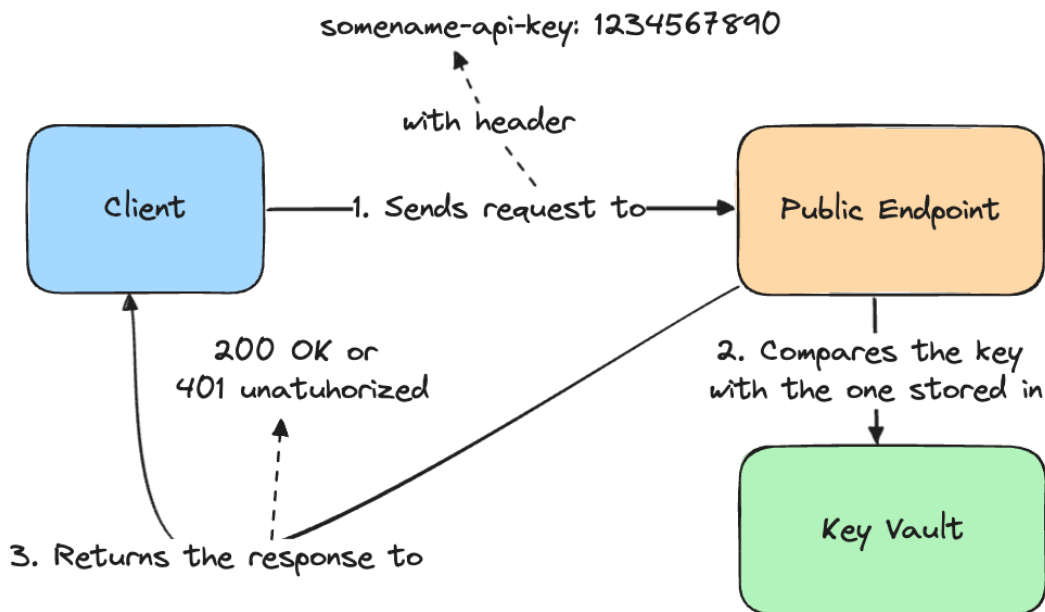 somename-api-key: 1234567890
with header
Client
1. Sends request to
Public Endpoint
200 OK or
401 unatuhorized
2. Compares the key
with the one stored in
Key Vault
3. Returns the response to